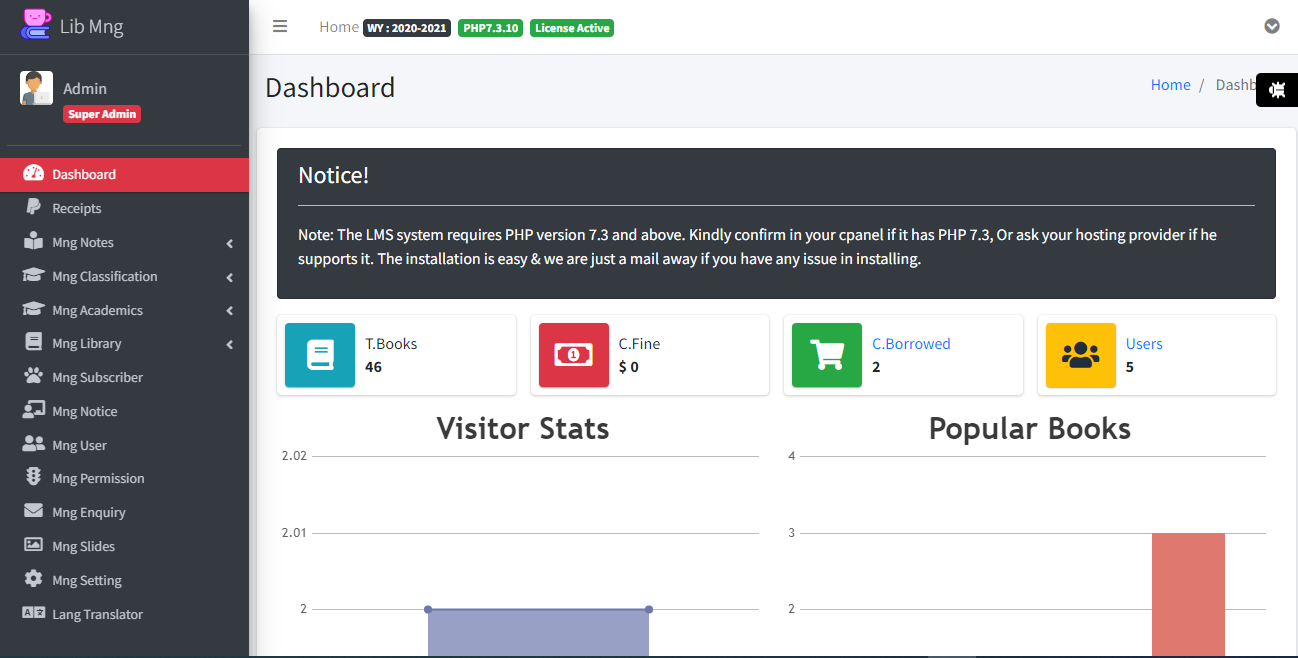 Lib Mng
Home WY : 2020-2021 PHP7.3.10 License Active
Admin
Super Admin
Dashboard
Receipts
Mng Notes
Mng Classification
Mng Academics
Mng Library
Mng Subscriber
Mng Notice
Mng User
Mng Permission
Mng Enquiry
Mng Slides
Mng Setting
Lang Translator
Dashboard
Home / Dashb
Notice!
Note: The LMS system requires PHP version 7.3 and above. Kindly confirm in your cpanel if it has PHP 7.3, Or ask your hosting provider if he
supports it. The installation is easy & we are just a mail away if you have any issue in installing.
T.Books
46
C.Fine
$ 0
C.Borrowed
2
Users
5
Visitor Stats
2.02
2.01
2
Popular Books
4
3
2